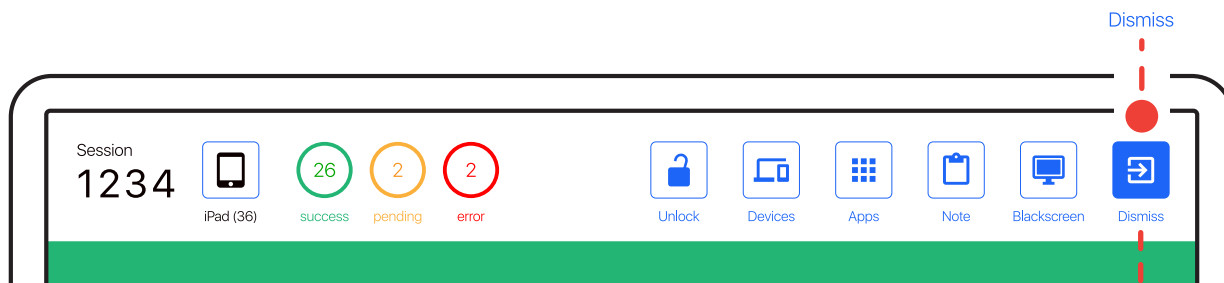 Dismiss
Session
1234
iPad (36)
26
success
2
pending
2
error
Unlock
Devices
Apps
Note
Blackscreen
Dismiss